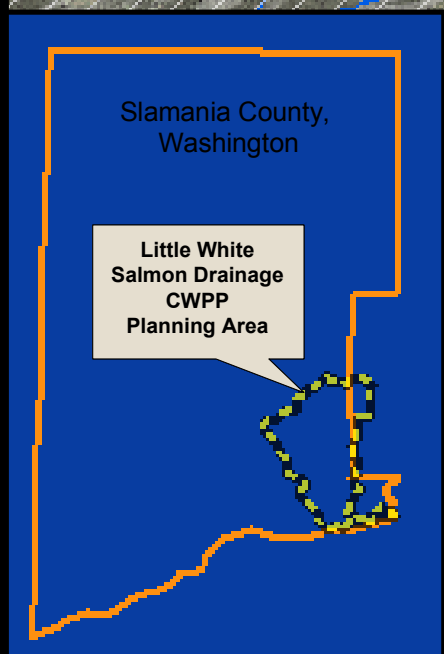 Slamania County,
Washington
Little White
Salmon Drainage
CWPP
Planning Area